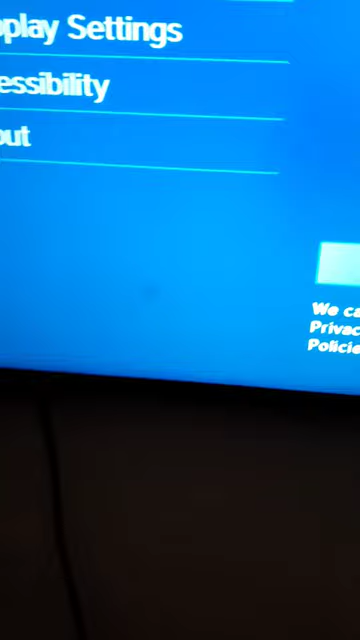 play Settings
essibility
out
We ca
Privac
Policie